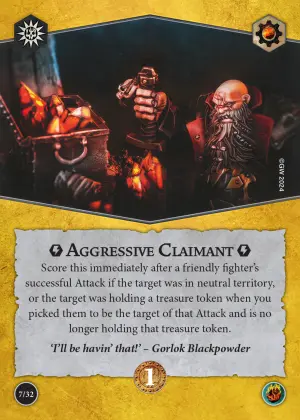 ©GW 2024
AGGRESSIVE CLAIMANT
Score this immediately after a friendly fighter's
successful Attack if the target was in neutral territory,
or the target was holding a treasure token when you
picked them to be the target of that Attack and is no
longer holding that treasure token.
‘I'll be havin’ that!’ – Gorlok Blackpowder
1
7/32